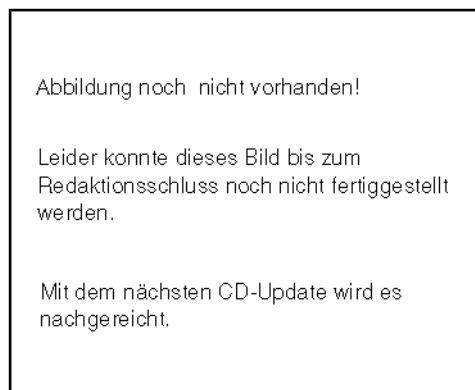 Abbildung noch nicht vorhanden!
Leider konnte dieses Bild bis zum
Redaktionsschluss noch nicht fertiggestellt
werden.
Mit dem nächsten CD-Update wird es
nachgereicht.